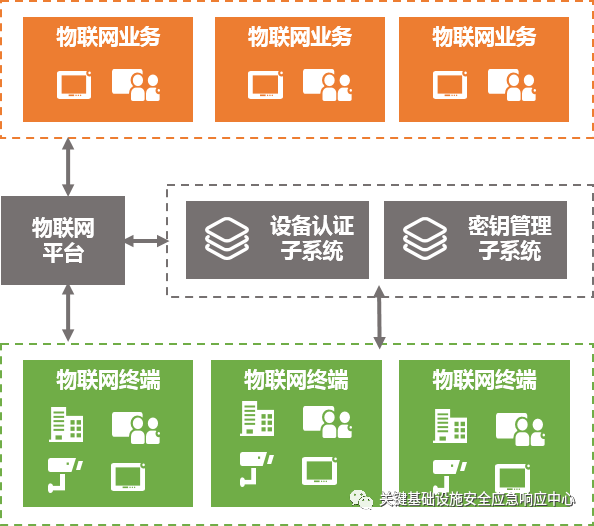 物联网业务
物联网业务
物联网业务
物联网
平台
设备认证
子系统
密钥管理
子系统
物联网终端
物联网终端
物联网终端
关键基础设施安全应急响应中心